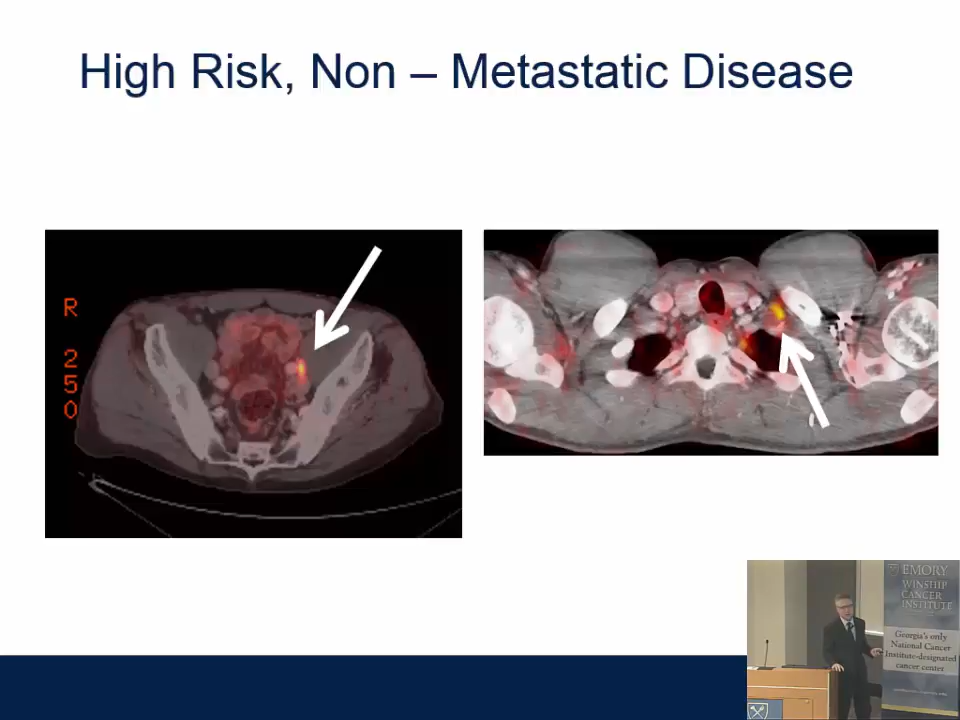 High Risk, Non – Metastatic Disease
R
2
5
0
EMORY
WINSHIP
CANCER
INSTITUTE
Georgia's only
National Cancer
Institute-designated
cancer center